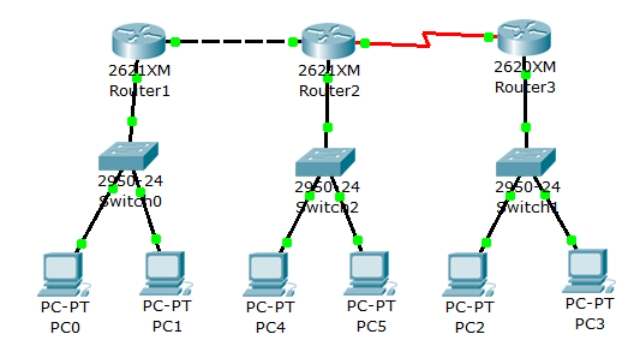 2621XM
Router1
2621XM
Router2
2620XM
Router3
2950-24
Switch0
2950-24
Switch2
2950-24
Switch1
PC-PT
PC0
PC-PT
PC1
PC-PT
PC4
PC-PT
PC5
PC-PT
PC2
PC-PT
PC3